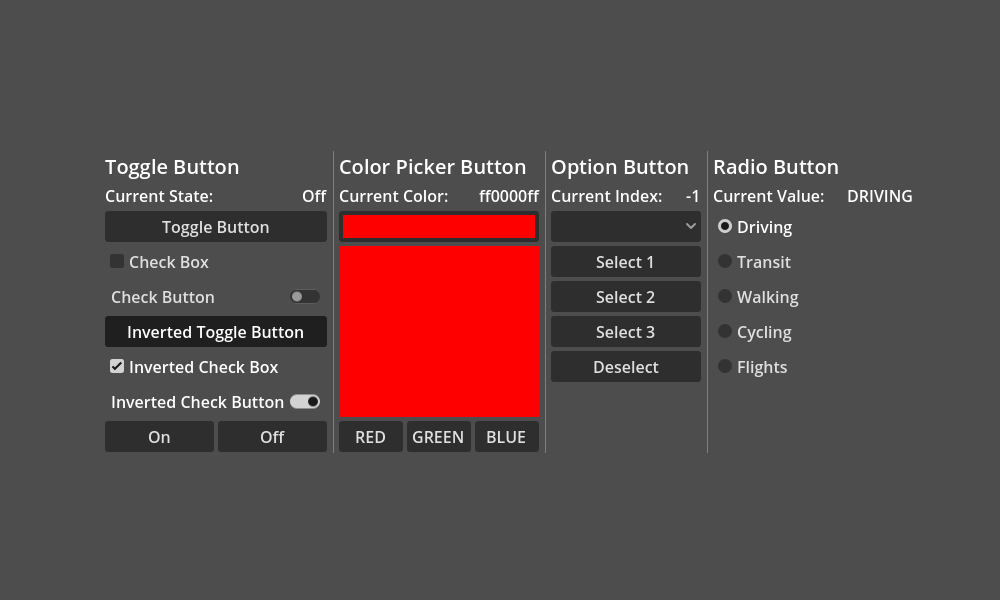 Toggle Button
Current State: Off
Toggle Button
Check Box
Check Button
Inverted Toggle Button
Inverted Check Box
Inverted Check Button
On Off
Color Picker Button
Current Color: ff0000ff
RED GREEN BLUE
Option Button
Current Index: -1
Select 1
Select 2
Select 3
Deselect
Radio Button
Current Value: DRIVING
Driving
Transit
Walking
Cycling
Flights